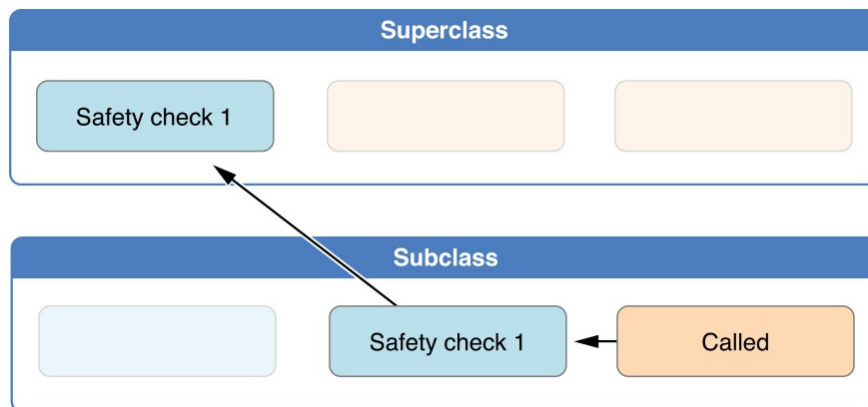 Superclass
Safety check 1
Subclass
Safety check 1
Called